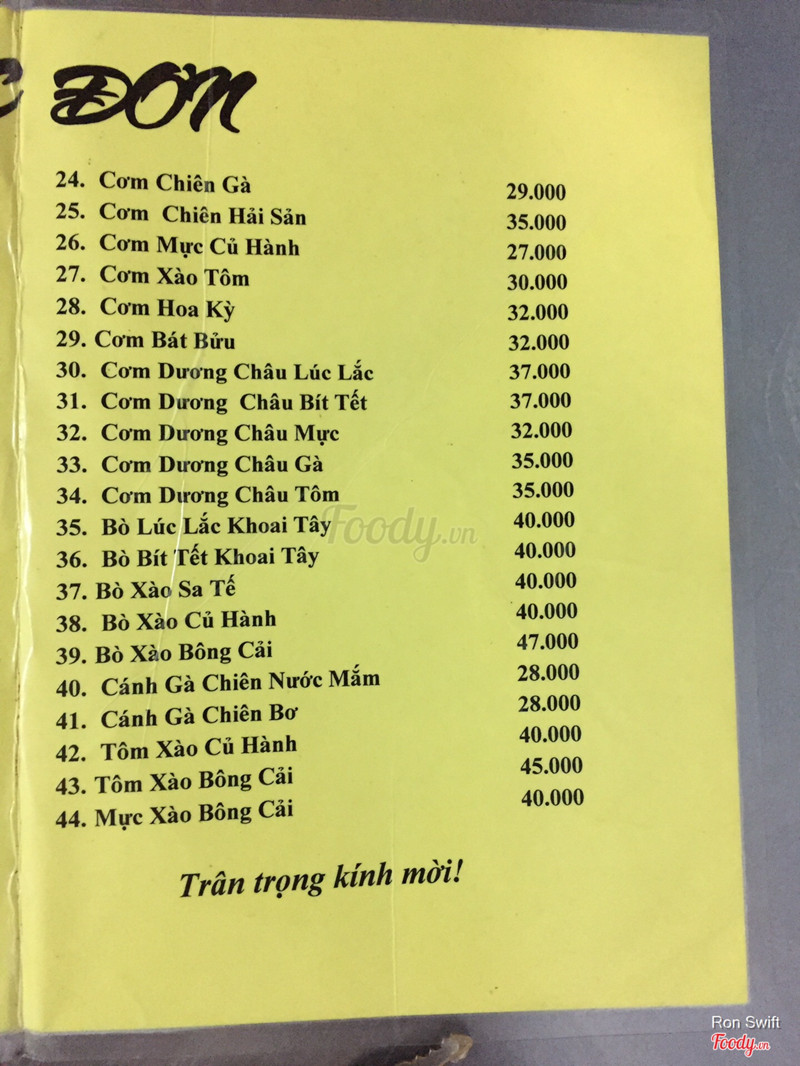 ĐƠN
24. Cơm Chiên Gà 29.000
25. Cơm Chiên Hải Sản 35.000
26. Cơm Mực Củ Hành 27.000
27. Cơm Xào Tôm 30.000
28. Cơm Hoa Kỳ 32.000
29. Cơm Bát Bửu 32.000
30. Cơm Dương Châu Lúc Lắc 37.000
31. Cơm Dương Châu Bít Tết 37.000
32. Cơm Dương Châu Mực 32.000
33. Cơm Dương Châu Gà 35.000
34. Cơm Dương Châu Tôm 35.000
35. Bò Lúc Lắc Khoai Tây 40.000
36. Bò Bít Tết Khoai Tây 40.000
37. Bò Xào Sa Tế 40.000
38. Bò Xào Củ Hành 40.000
39. Bò Xào Bông Cải 47.000
40. Cánh Gà Chiên Nước Mắm 28.000
41. Cánh Gà Chiên Bơ 28.000
42. Tôm Xào Củ Hành 40.000
43. Tôm Xào Bông Cải 45.000
44. Mực Xào Bông Cải 40.000
Trân trọng kính mời!
Foody.vn
Ron Swift
Foody.vn